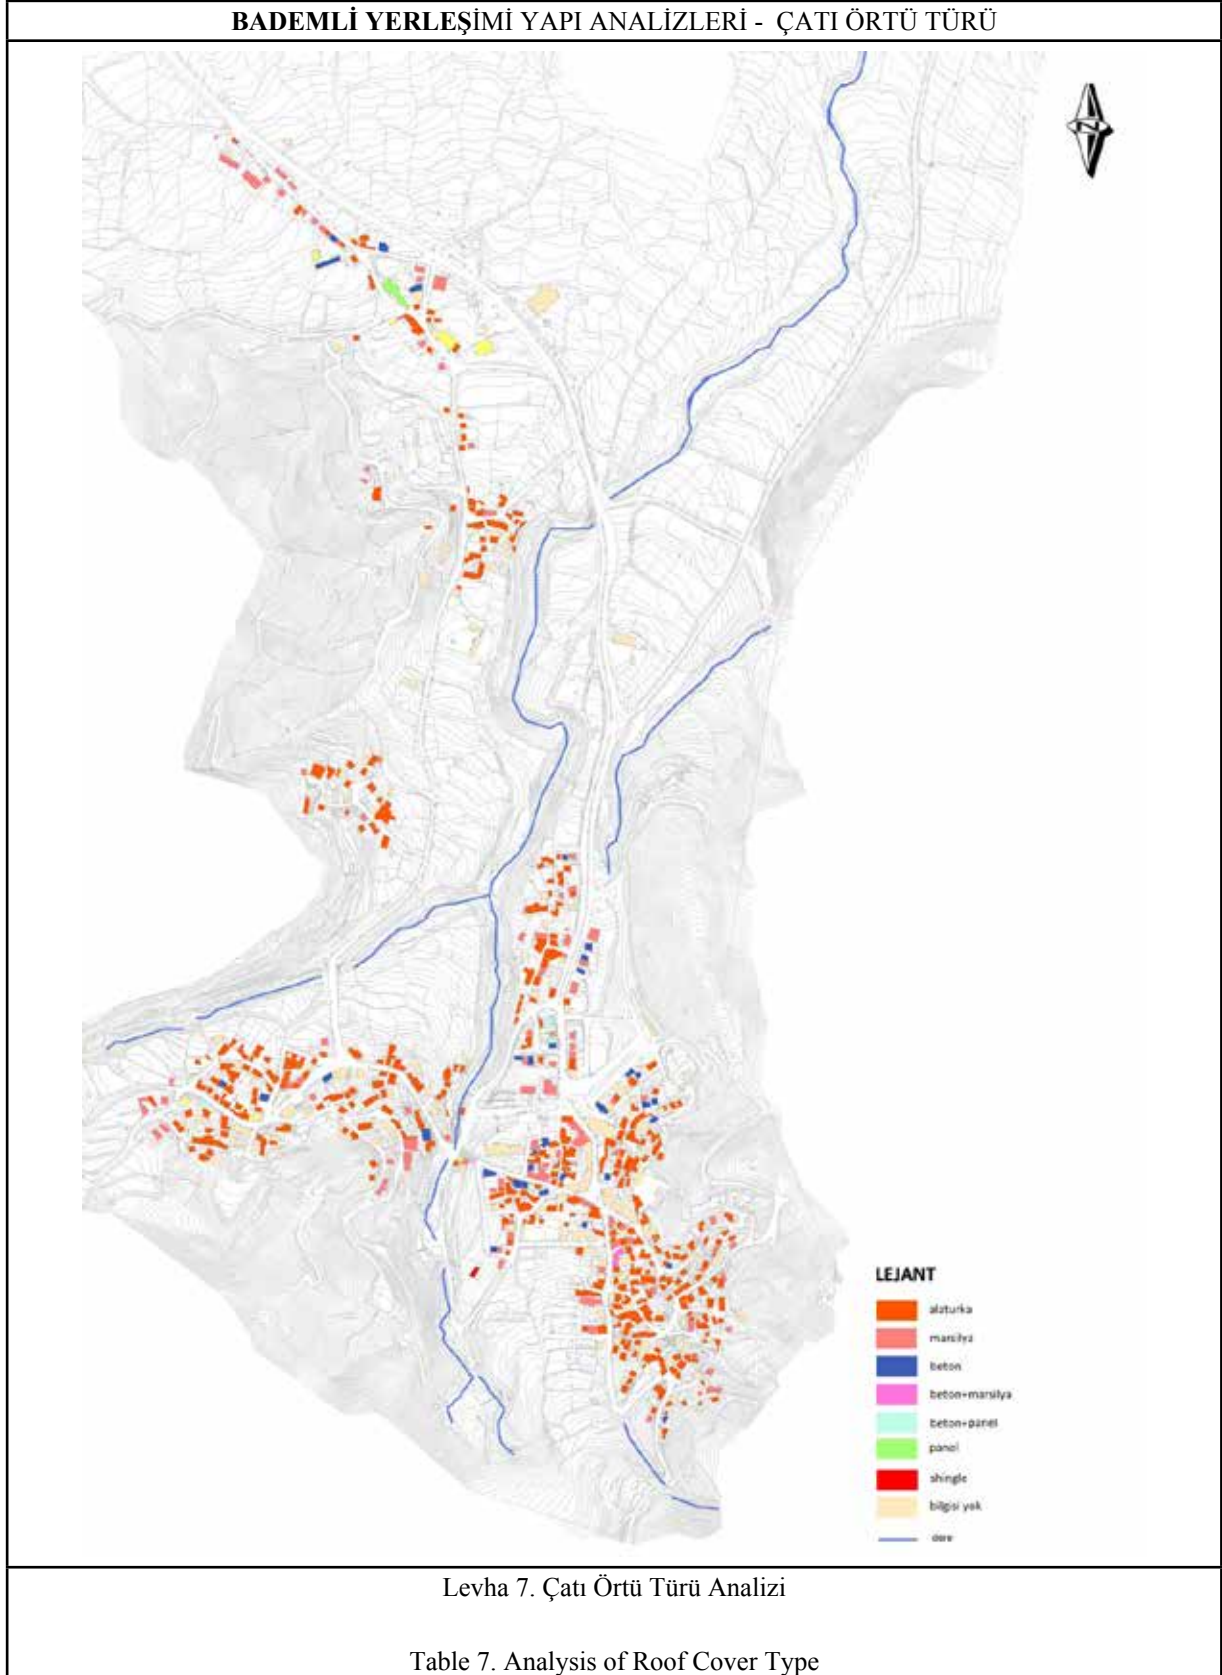 BADEMLİ YERLEŞİMİ YAPI ANALİZLERİ - ÇATI ÖRTÜ TÜRÜ
N
LEJANT
alaturka
marsilya
beton
beton+marsilya
beton+panel
panel
shingle
bilgisi yok
dere
Levha 7. Çatı Örtü Türü Analizi
Table 7. Analysis of Roof Cover Type